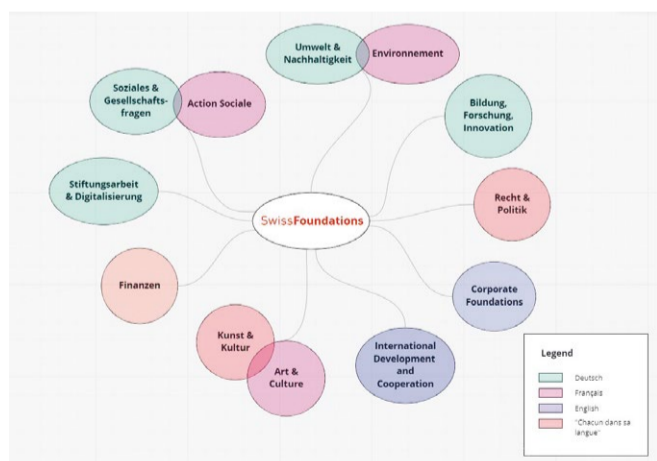 Umwelt &
Nachhaltigkeit
Environnement
Soziales &
Gesellschafts-
fragen
Action Sociale
Bildung,
Forschung,
Innovation
Stiftungsarbeit
& Digitalisierung
Recht &
Politik
SwissFoundations
Finanzen
Corporate
Foundations
Kunst &
Kultur
Art &
Culture
International
Development
and
Cooperation
Legend
Deutsch
Français
English
"Chacun dans sa
langue"